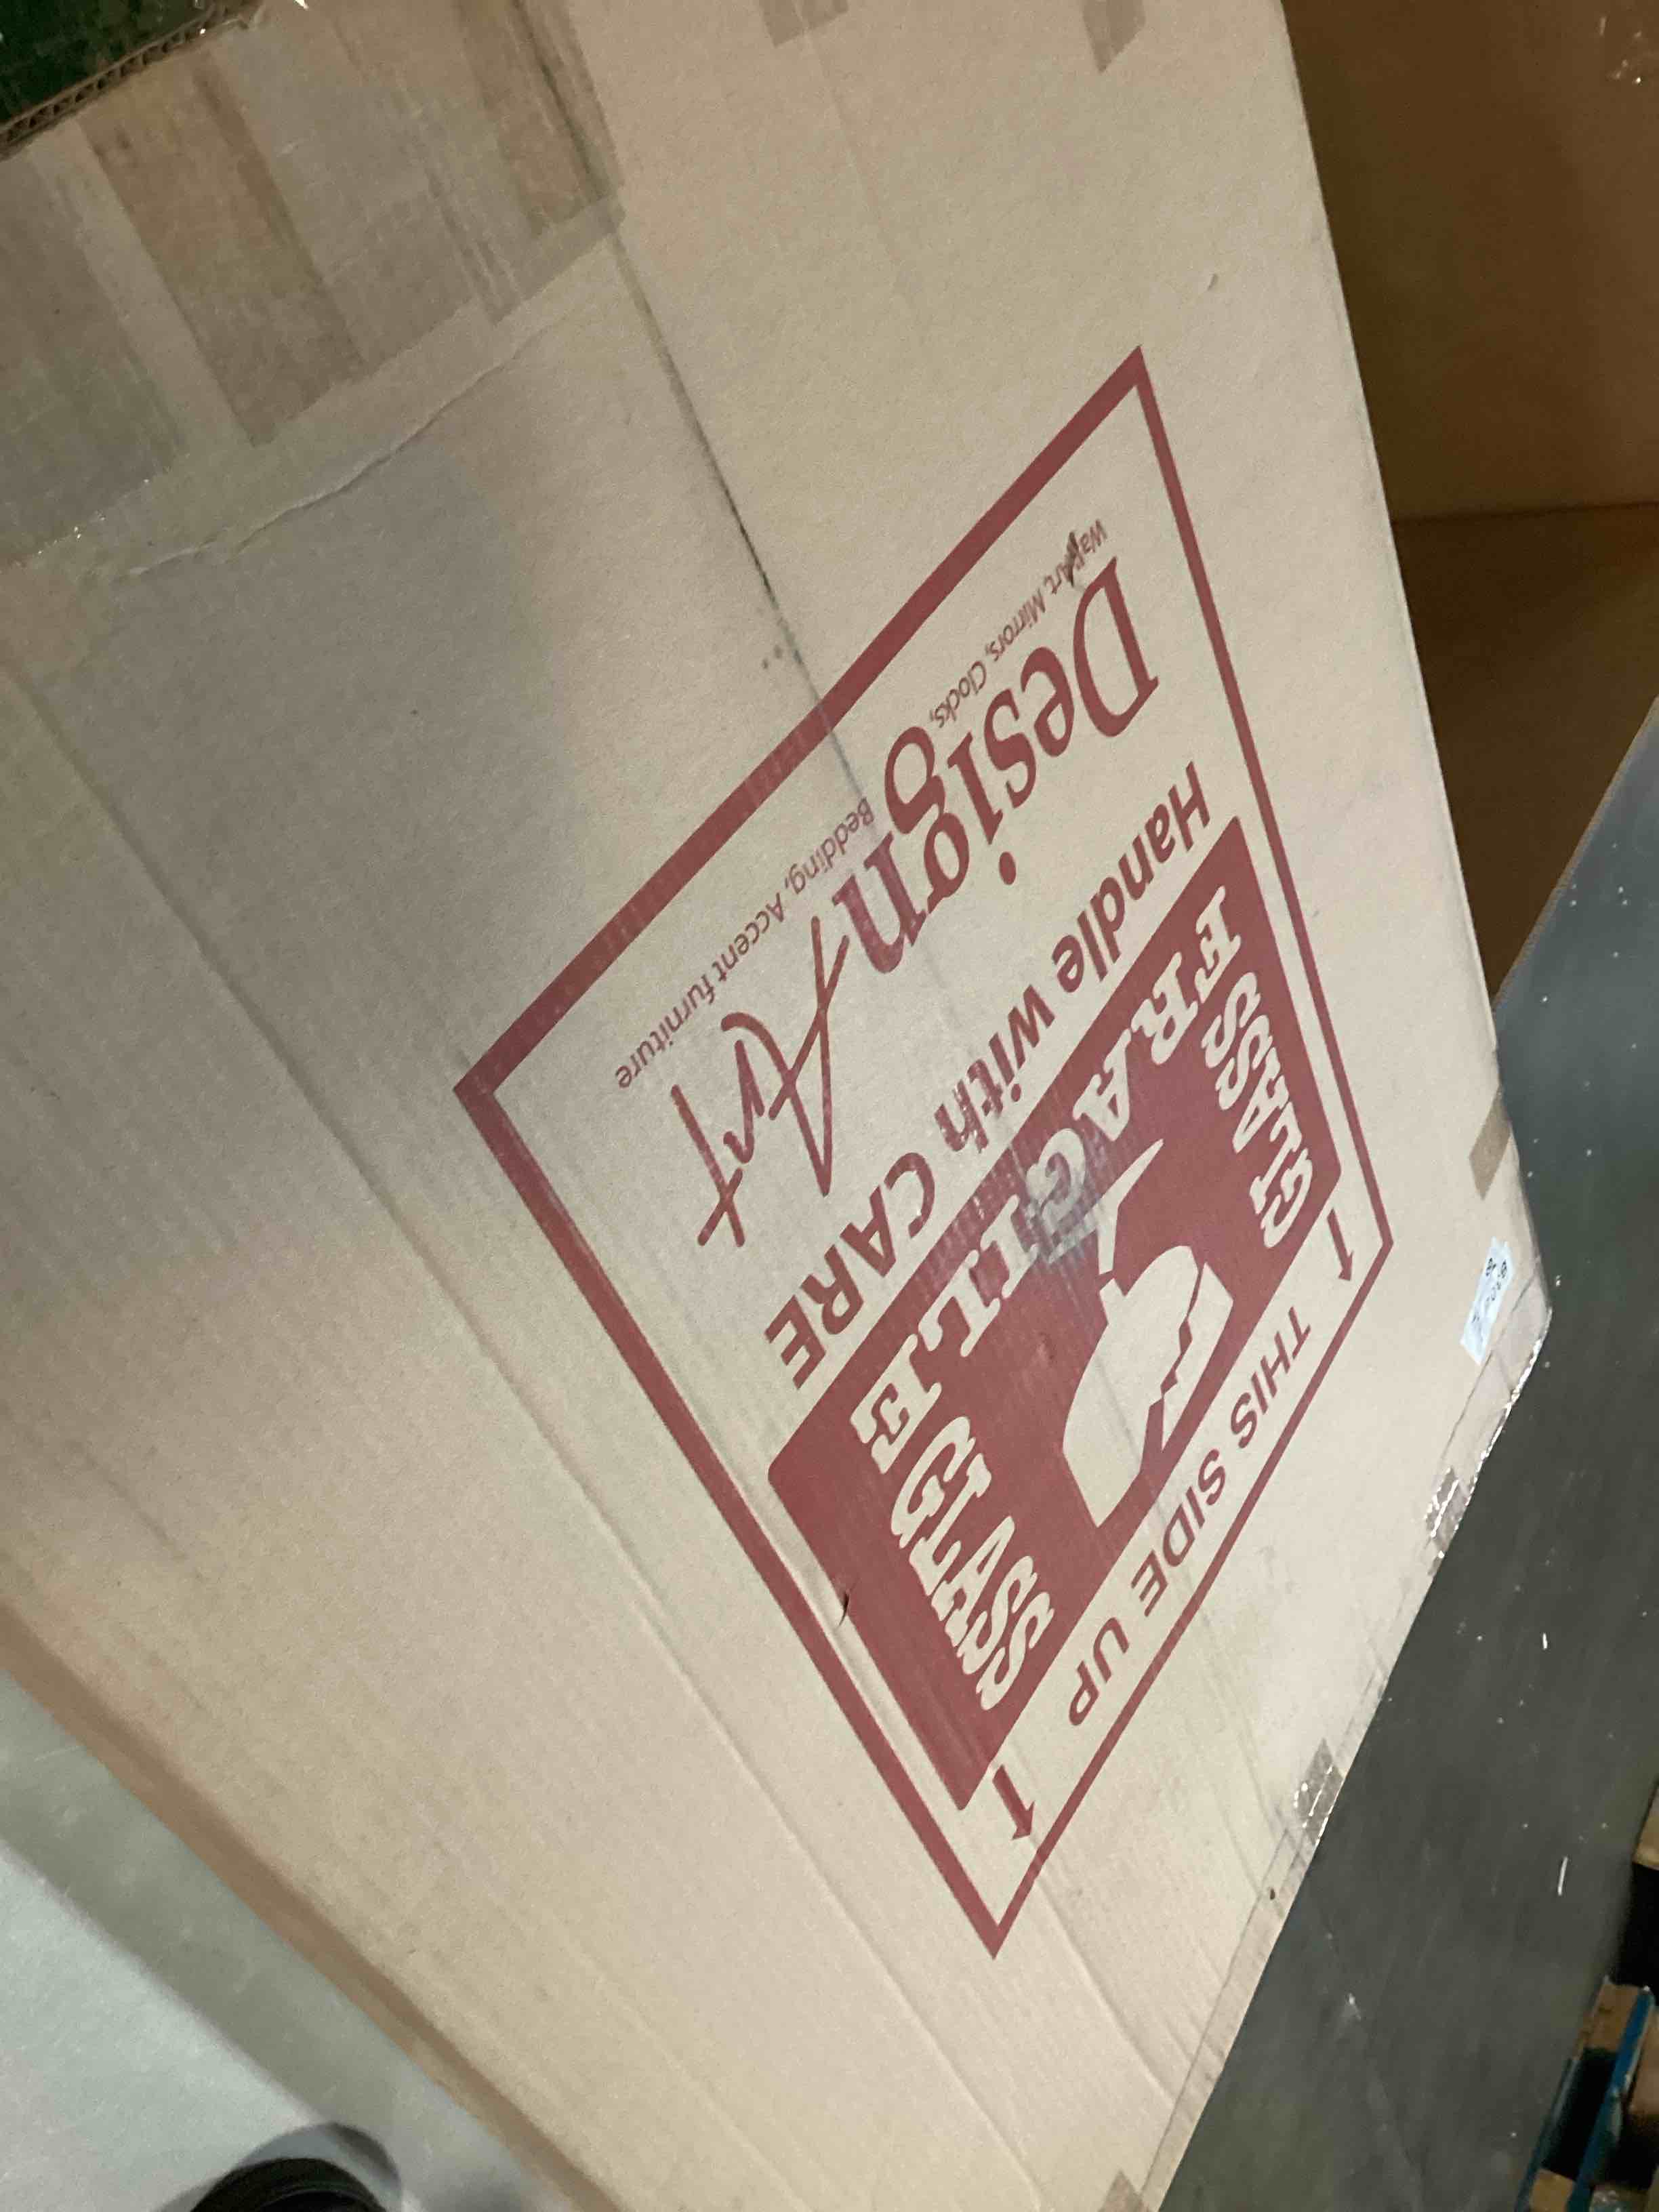 Wall Art, Mirrors, Clocks,
Bedding, Accent furniture
Design Art
Handle with CARE
FRAGILE
GLASS
GLASS
THIS SIDE UP